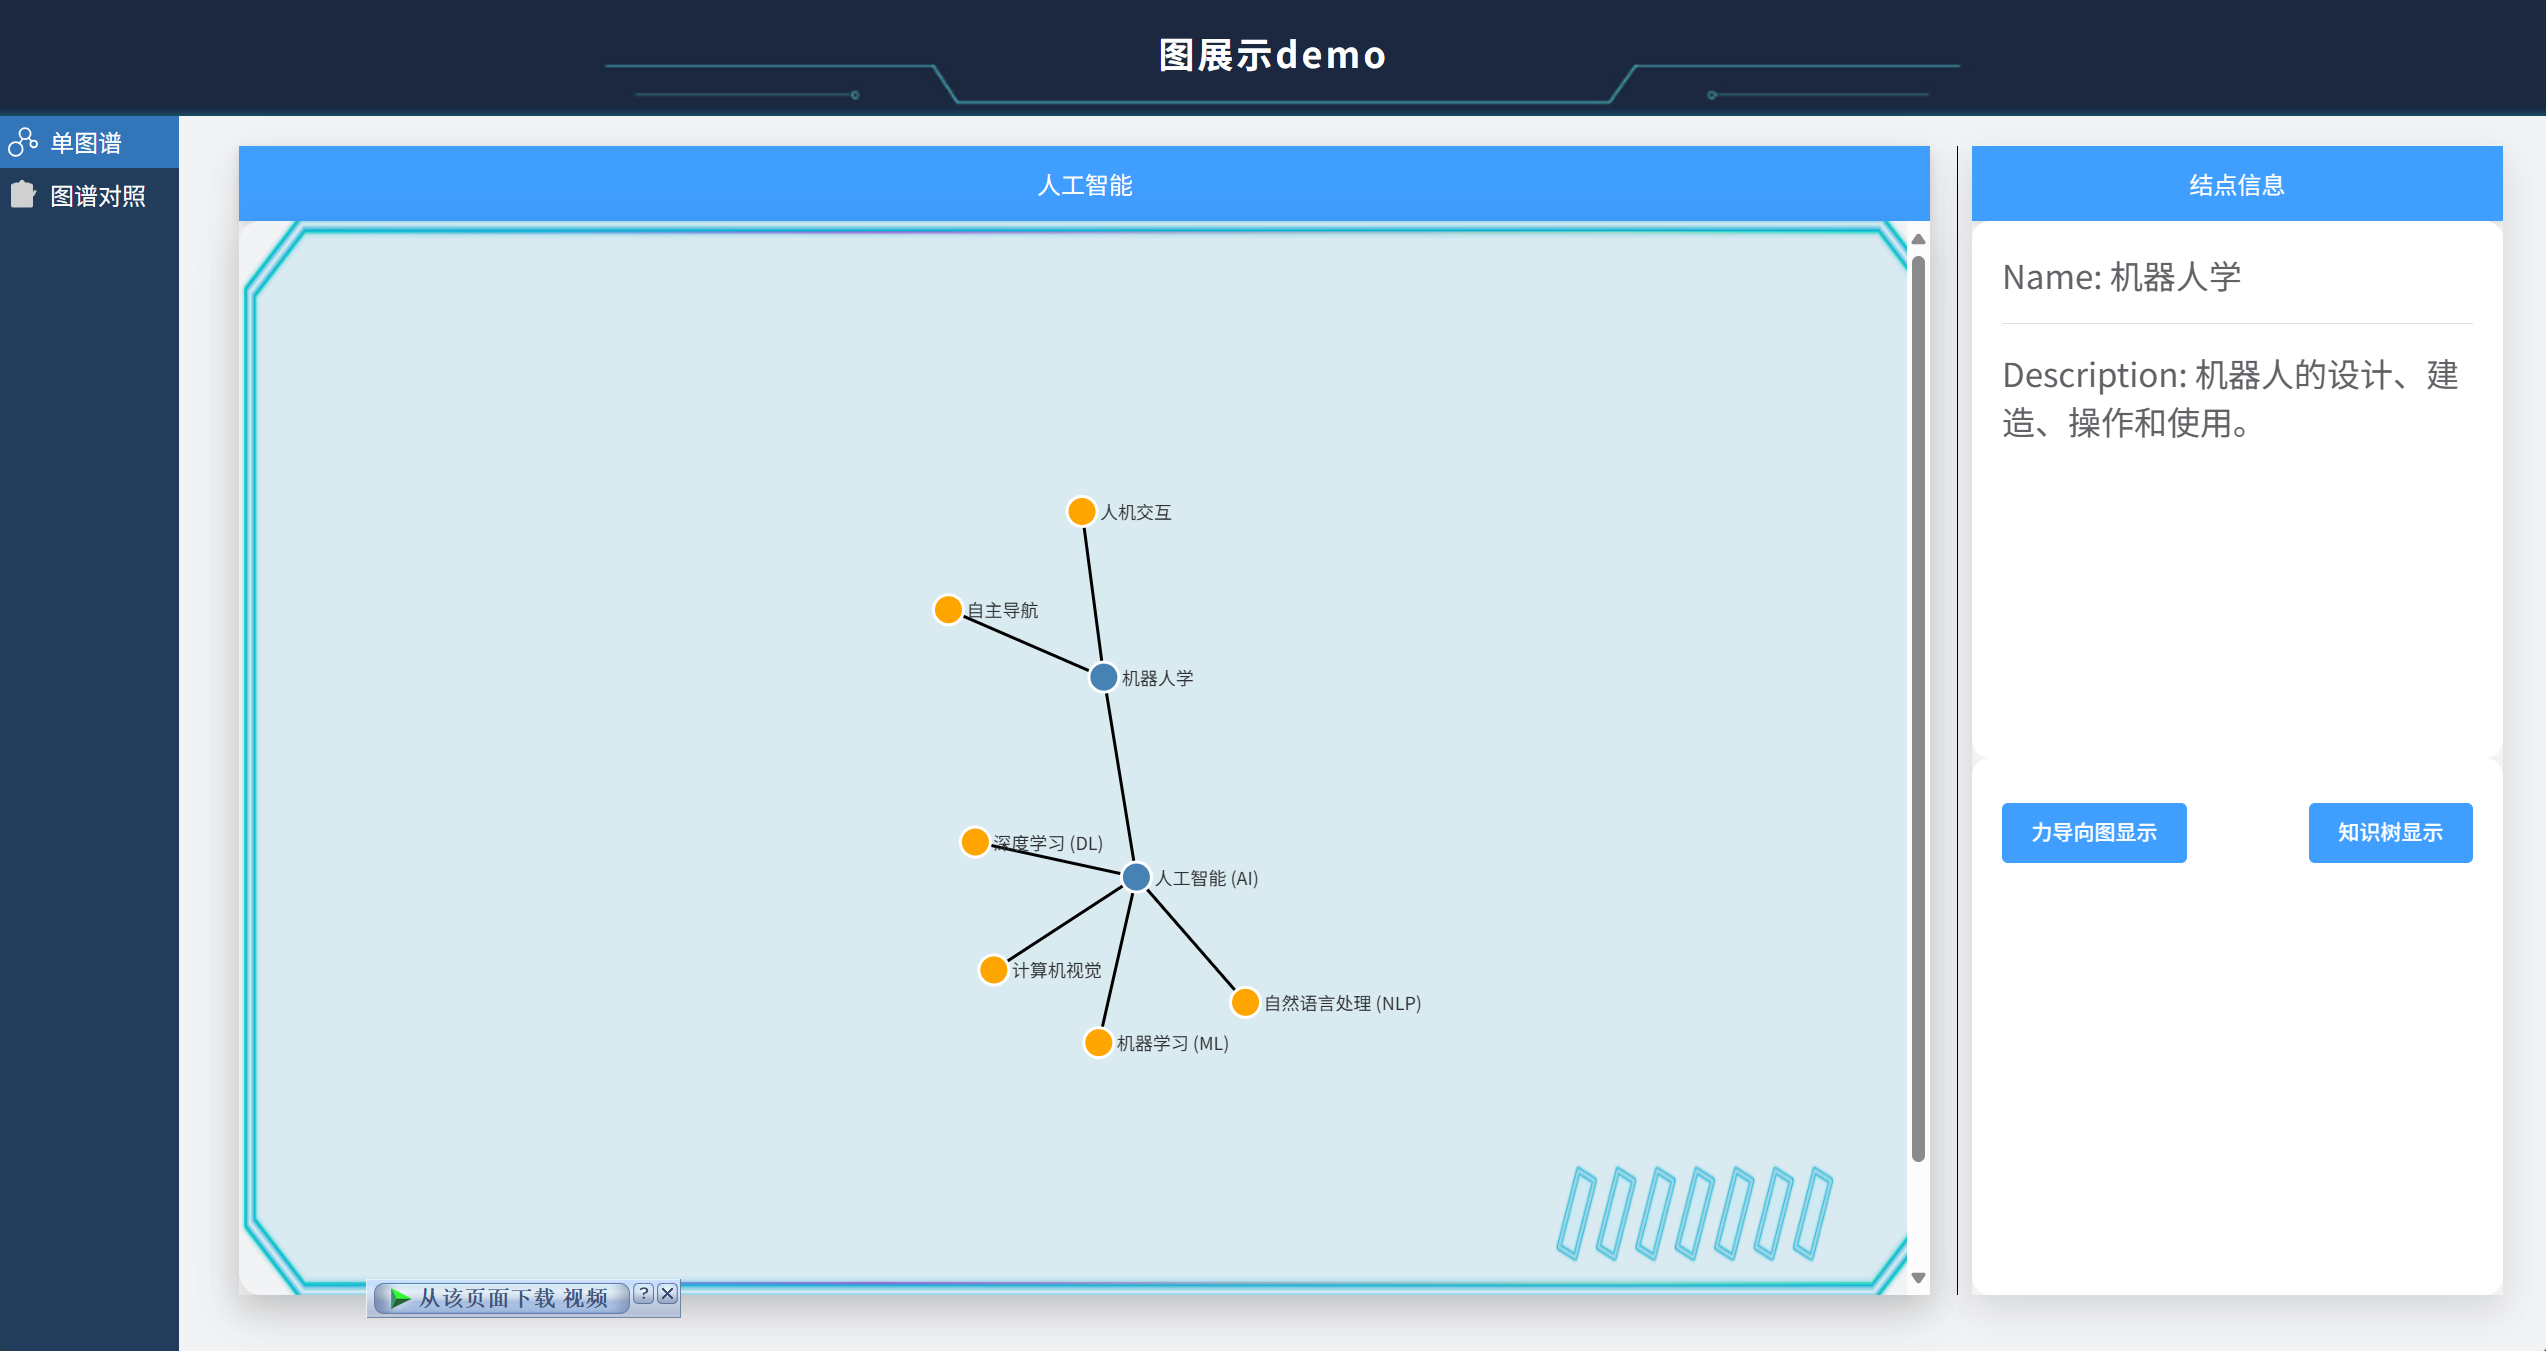 图展示demo
单图谱
图谱对照
人工智能
人机交互
自主导航
机器人学
深度学习 (DL)
人工智能 (AI)
计算机视觉
自然语言处理 (NLP)
机器学习 (ML)
从该页面下载 视频
?
结点信息
Name: 机器人学
Description: 机器人的设计、建
造、操作和使用。
力导向图显示
知识树显示